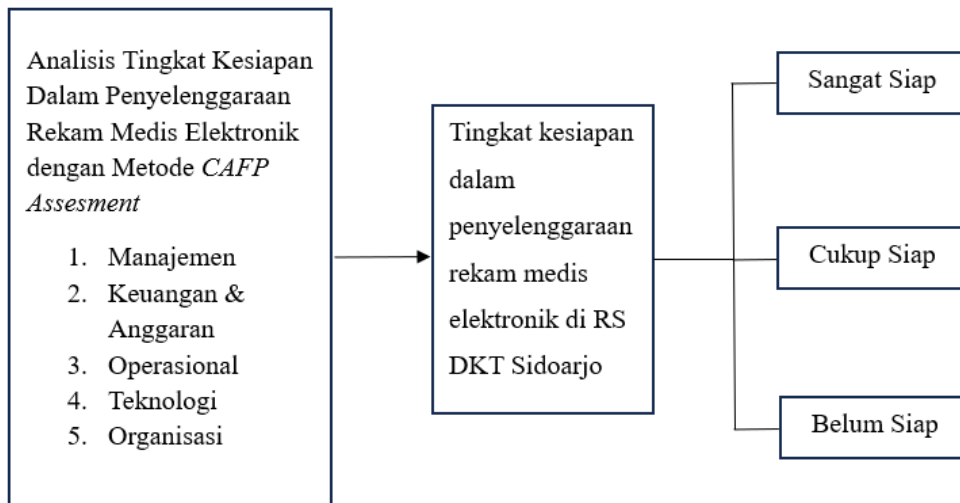 Analisis Tingkat Kesiapan
Dalam Penyelenggaraan
Rekam Medis Elektronik
dengan Metode CAFP
Assesment
1. Manajemen
2. Keuangan &
Anggaran
3. Operasional
4. Teknologi
5. Organisasi
Tingkat kesiapan
dalam
penyelenggaraan
rekam medis
elektronik di RS
DKT Sidoarjo
Sangat Siap
Cukup Siap
Belum Siap